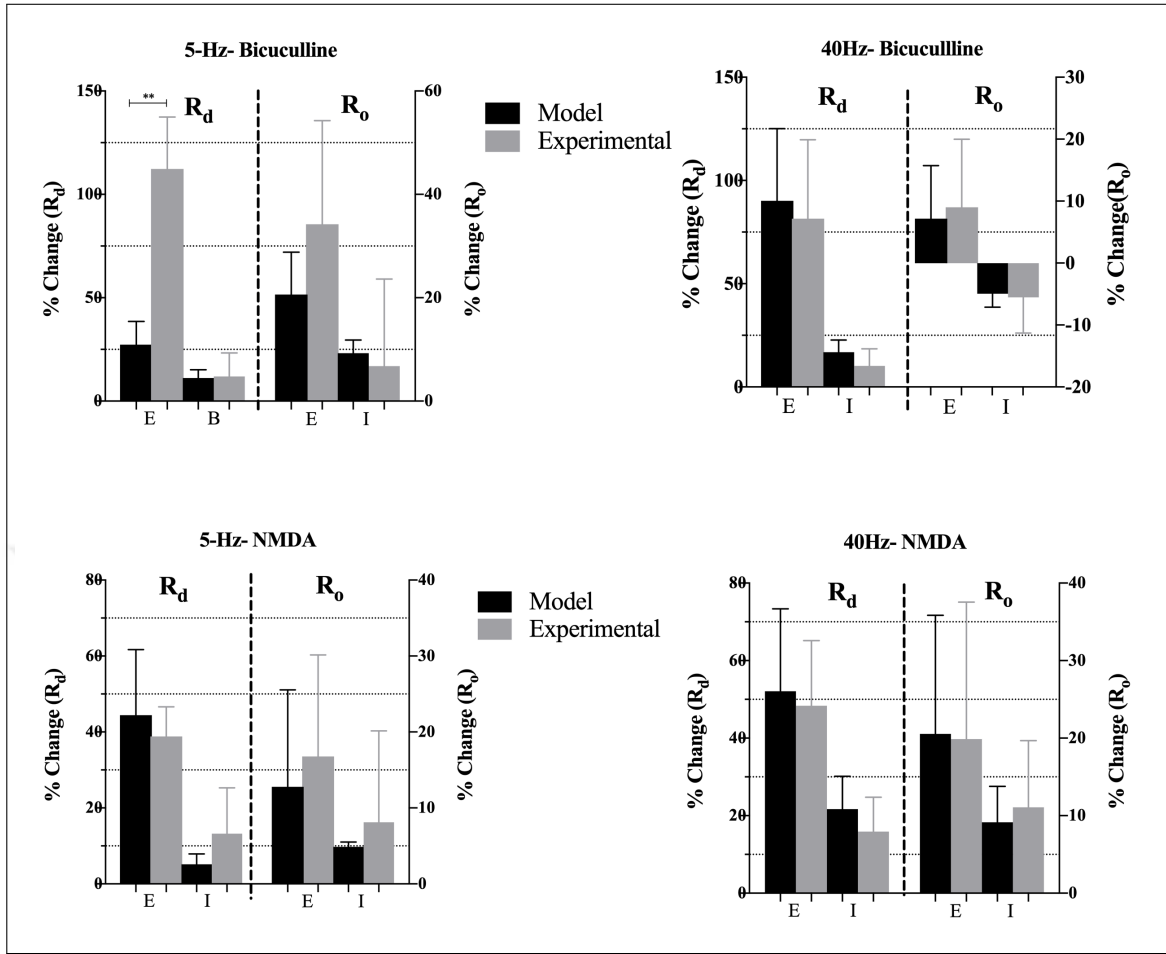 5-Hz- Bicuculline
150
100
50
0
% Change (Rd)
**
Rd
Ro
60
40
20
0
% Change (Ro)
E
B
E
I
Model
Experimental
40Hz- Bicucullline
150
100
50
0
% Change (Rd)
Rd
Ro
30
20
10
0
-10
-20
% Change(Ro)
E
I
E
I
5-Hz- NMDA
80
60
40
20
0
% Change (Rd)
Rd
Ro
40
30
20
10
0
% Change (Ro)
E
I
E
I
Model
Experimental
40Hz- NMDA
80
60
40
20
0
% Change (Rd)
Rd
Ro
40
30
20
10
0
% Change (Ro)
E
I
E
I